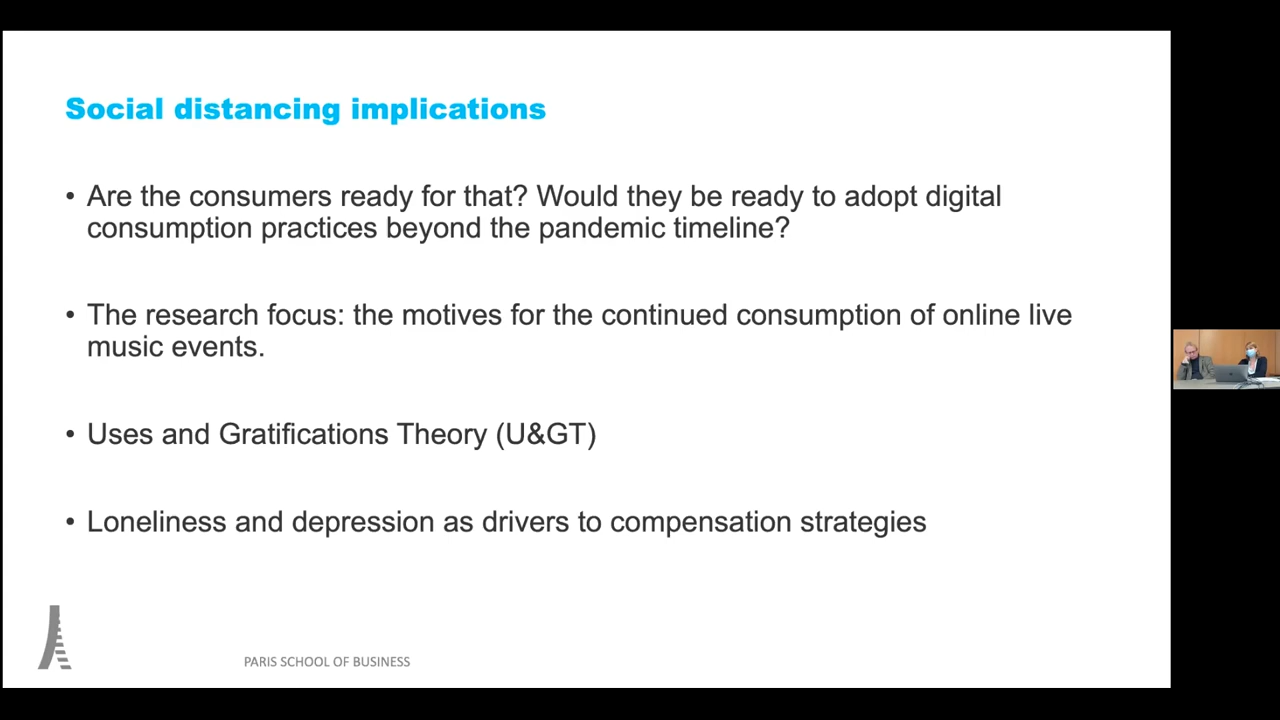 Social distancing implications
• Are the consumers ready for that? Would they be ready to adopt digital
consumption practices beyond the pandemic timeline?
• The research focus: the motives for the continued consumption of online live
music events.
• Uses and Gratifications Theory (U&GT)
• Loneliness and depression as drivers to compensation strategies
PARIS SCHOOL OF BUSINESS